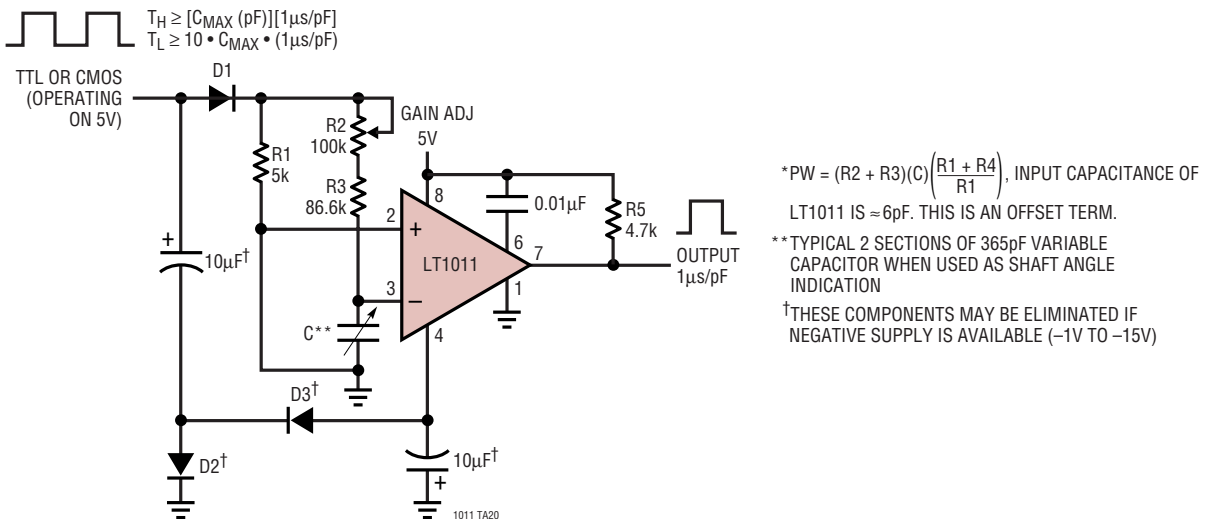 T_H ≥ [C_MAX (pF)][1µs/pF]
T_L ≥ 10 • C_MAX • (1µs/pF)
TTL OR CMOS
(OPERATING
ON 5V)
D1
R1
5k
R2
100k
R3
86.6k
GAIN ADJ
5V
8
0.01µF
R5
4.7k
2
+
LT1011
3
–
6
7
1
4
OUTPUT
1µs/pF
+
10µF†
C**
D3†
D2†
10µF†
+
1011 TA20
*PW = (R2 + R3)(C)(R1 + R4/R1), INPUT CAPACITANCE OF
LT1011 IS ≈6pF. THIS IS AN OFFSET TERM.
**TYPICAL 2 SECTIONS OF 365pF VARIABLE
CAPACITOR WHEN USED AS SHAFT ANGLE
INDICATION
†THESE COMPONENTS MAY BE ELIMINATED IF
NEGATIVE SUPPLY IS AVAILABLE (–1V TO –15V)